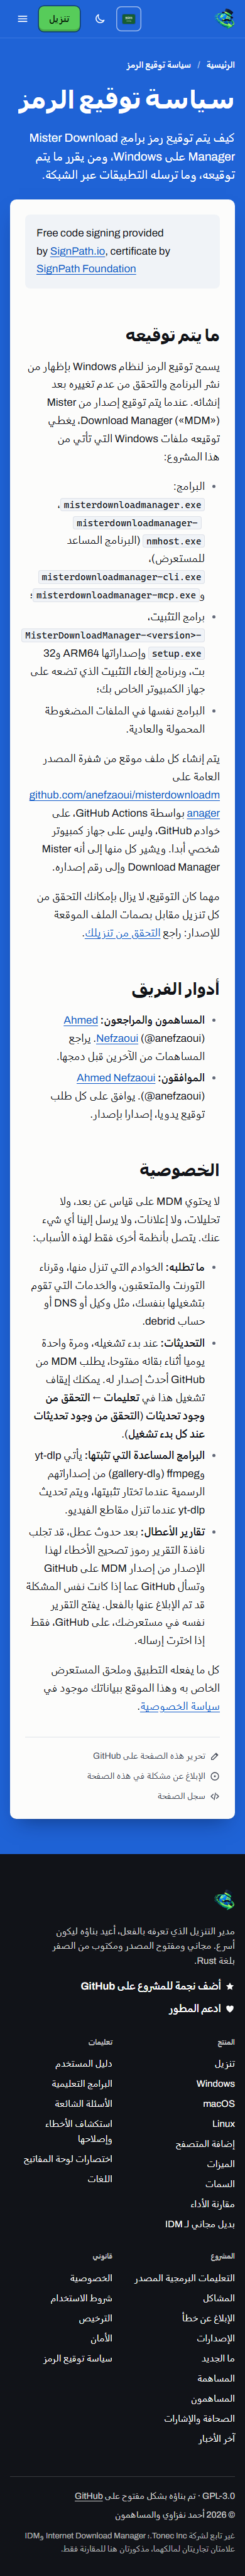 تنزيل
الرئيسية / سياسة توقيع الرمز
سياسة توقيع الرمز
كيف يتم توقيع رمز برنامج Mister Download
Manager على Windows، ومن يقرر ما يتم
توقيعه، وما ترسله التطبيقات عبر الشبكة.
Free code signing provided
by SignPath.io, certificate by
SignPath Foundation
ما يتم توقيعه
يسمح توقيع الرمز لنظام Windows بإظهار من
نشر البرنامج والتحقق من عدم تغييره بعد
إنشائه. عندما يتم توقيع إصدار من Mister
Download Manager («MDM»)، يغطي
توقيعه ملفات Windows التي تأتي من
هذا المشروع:
البرامج:
misterdownloadmanager.exe،
misterdownloadmanager-
nmhost.exe (البرنامج المساعد
للمستعرض)،
misterdownloadmanager-cli.exe
و misterdownloadmanager-mcp.exe؛
برامج التثبيت،
MisterDownloadManager-<version>-
setup.exe وإصداراتها ARM64 و32
بت، وبرنامج إلغاء التثبيت الذي تضعه على
جهاز الكمبيوتر الخاص بك؛
البرامج نفسها في الملفات المضغوطة
المحمولة والعادية.
يتم إنشاء كل ملف موقع من شفرة المصدر
العامة على
github.com/anefzaoui/misterdownloadm
anager بواسطة GitHub Actions، على
خوادم GitHub، وليس على جهاز كمبيوتر
شخصي أبدا. ويشير كل منها إلى أنه Mister
Download Manager وإلى رقم إصداره.
مهما كان التوقيع، لا يزال بإمكانك التحقق من
كل تنزيل مقابل بصمات الملف الموقعة
للإصدار: راجع التحقق من تنزيلك.
أدوار الفريق
المساهمون والمراجعون: Ahmed
Nefzaoui (@anefzaoui). يراجع
المساهمات من الآخرين قبل دمجها.
الموافقون: Ahmed Nefzaoui
(@anefzaoui). يوافق على كل طلب
توقيع يدويا، إصدارا بإصدار.
الخصوصية
لا يحتوي MDM على قياس عن بعد، ولا
تحليلات، ولا إعلانات، ولا يرسل إلينا أي شيء
عنك. يتصل بأنظمة أخرى فقط لهذه الأسباب:
ما تطلبه: الخوادم التي تنزل منها، وقرناء
التورنت والمتعقبون، والخدمات التي تقوم
بتشغيلها بنفسك، مثل وكيل أو DNS أو
حساب debrid.
التحديثات: عند بدء تشغيله، ومرة واحدة
يوميا أثناء بقائه مفتوحا، يطلب MDM من
GitHub أحدث إصدار له. يمكنك إيقاف
تشغيل هذا في تعليمات ← التحقق من
وجود تحديثات (التحقق من وجود تحديثات
عند كل بدء تشغيل).
البرامج المساعدة التي تثبتها: يأتي yt-dlp
وffmpeg (وgallery-dl) من إصداراتهم
الرسمية عندما تختار تثبيتها، ويتم تحديث
yt-dlp عندما تنزل مقاطع الفيديو.
تقارير الأعطال: بعد حدوث عطل، قد تجلب
نافذة التقرير رموز تصحيح الأخطاء لهذا
الإصدار من إصدار MDM على GitHub
وتسأل GitHub عما إذا كانت نفس المشكلة
قد تم الإبلاغ عنها بالفعل. يفتح التقرير
نفسه في مستعرضك، على GitHub، فقط
إذا اخترت إرساله.
كل ما يفعله التطبيق وملحق المستعرض
الخاص به وهذا الموقع ببياناتك موجود في
سياسة الخصوصية.
تحرير هذه الصفحة على GitHub
الإبلاغ عن مشكلة في هذه الصفحة
سجل الصفحة
مدير التنزيل الذي تعرفه بالفعل، أعيد بناؤه ليكون
أسرع. مجاني ومفتوح المصدر ومكتوب من الصفر
بلغة Rust.
أضف نجمة للمشروع على GitHub
ادعم المطور
المنتج
تنزيل
Windows
macOS
Linux
إضافة المتصفح
الميزات
السمات
مقارنة الأداء
بديل مجاني لـ IDM
تعليمات
دليل المستخدم
البرامج التعليمية
الأسئلة الشائعة
استكشاف الأخطاء
وإصلاحها
اختصارات لوحة المفاتيح
اللغات
المشروع
التعليمات البرمجية المصدر
المشاكل
الإبلاغ عن خطأ
الإصدارات
ما الجديد
المساهمة
المساهمون
الصحافة والإشارات
آخر الأخبار
قانوني
الخصوصية
شروط الاستخدام
الترخيص
الأمان
سياسة توقيع الرمز
GPL-3.0 · تم بناؤه بشكل مفتوح على GitHub
© 2026 أحمد نفزاوي والمساهمون
غير تابع لشركة Tonec Inc.؛ Internet Download Manager وIDM
علامتان تجاريتان لمالكهما، مذكورتان هنا للمقارنة فقط.